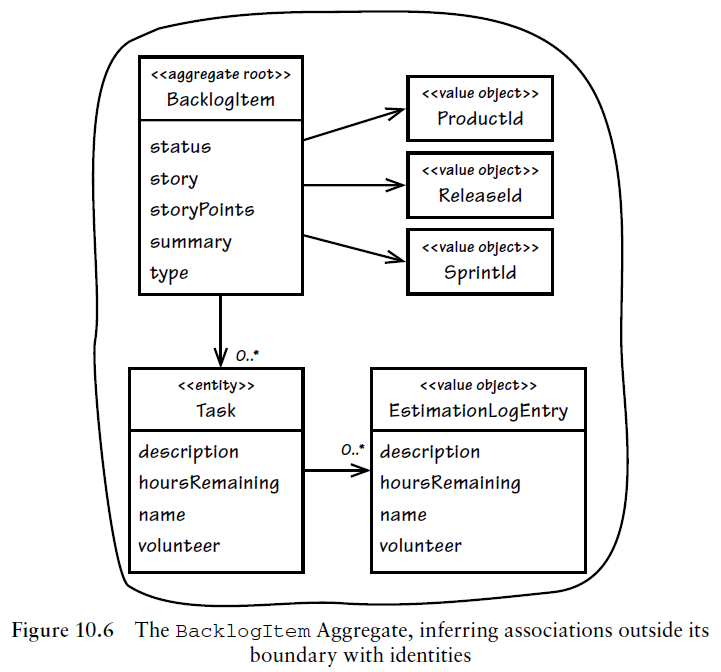 <<aggregate root>>
BacklogItem
status
story
storyPoints
summary
type
<<value object>>
ProductId
<<value object>>
ReleaseId
<<value object>>
SprintId
0..*
<<entity>>
Task
description
hoursRemaining
name
volunteer
0..*
<<value object>>
EstimationLogEntry
description
hoursRemaining
name
volunteer
Figure 10.6 The BacklogItem Aggregate, inferring associations outside its
boundary with identities